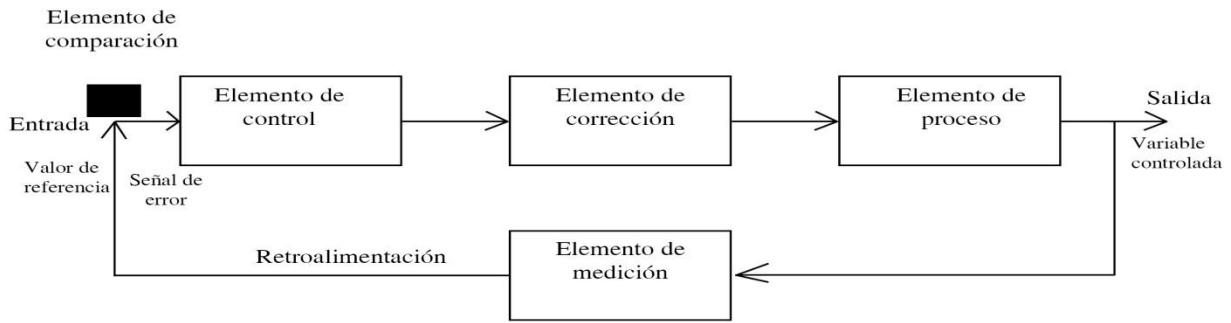 Elemento de
comparación
Entrada
Valor de
referencia
Señal de
error
Elemento de
control
Elemento de
corrección
Elemento de
proceso
Salida
Variable
controlada
Retroalimentación
Elemento de
medición